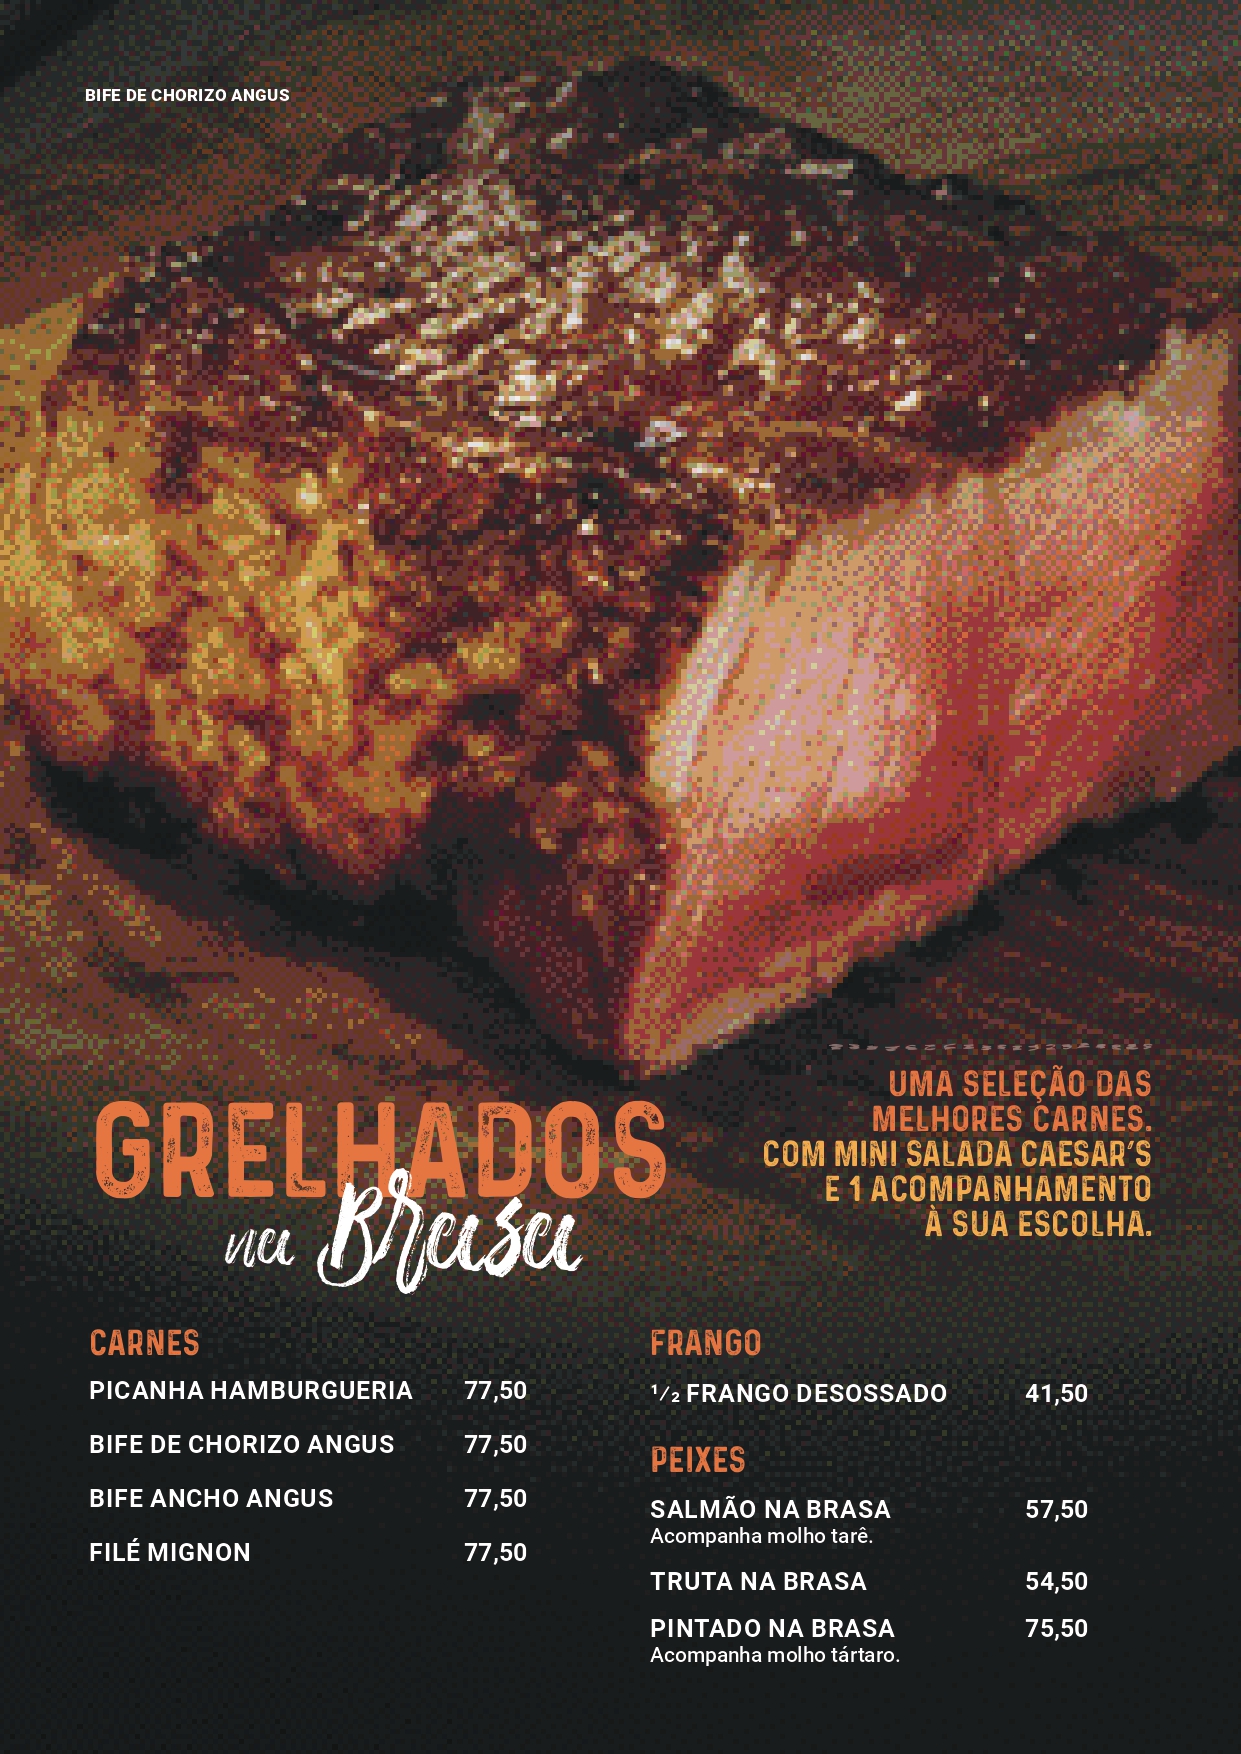 BIFE DE CHORIZO ANGUS
GRELHADOS
na Brasa
UMA SELEÇÃO DAS
MELHORES CARNES.
COM MINI SALADA CAESAR'S
E 1 ACOMPANHAMENTO
À SUA ESCOLHA.
CARNES
PICANHA HAMBURGUERIA 77,50
BIFE DE CHORIZO ANGUS 77,50
BIFE ANCHO ANGUS 77,50
FILÉ MIGNON 77,50
FRANGO
1/2 FRANGO DESOSSADO 41,50
PEIXES
SALMÃO NA BRASA 57,50
Acompanha molho tarê.
TRUTA NA BRASA 54,50
PINTADO NA BRASA 75,50
Acompanha molho tártaro.